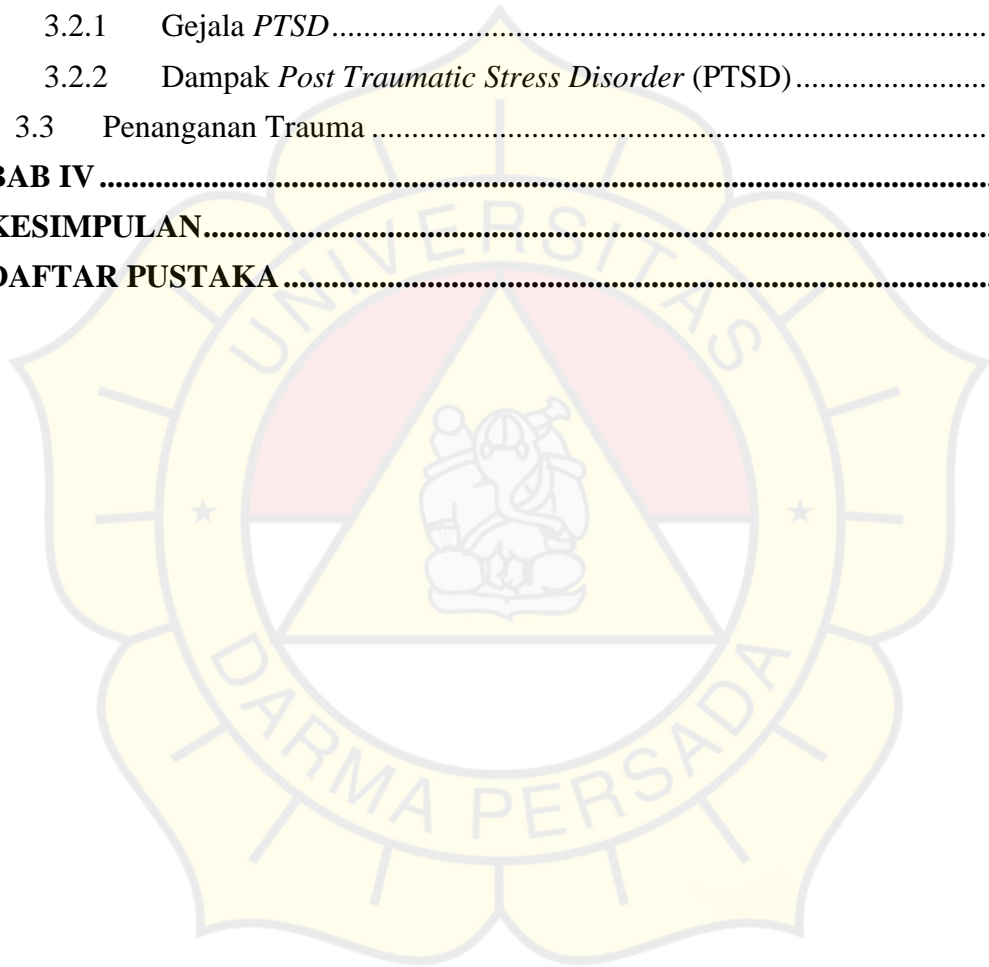 3.2.1 Gejala PTSD........................................................................................
3.2.2 Dampak Post Traumatic Stress Disorder (PTSD)........................
3.3 Penanganan Trauma...................................................................................
BAB IV.........................................................................................................................
KESIMPULAN............................................................................................................
DAFTAR PUSTAKA.................................................................................................
UNIVERSITAS
DARMA PERSADA